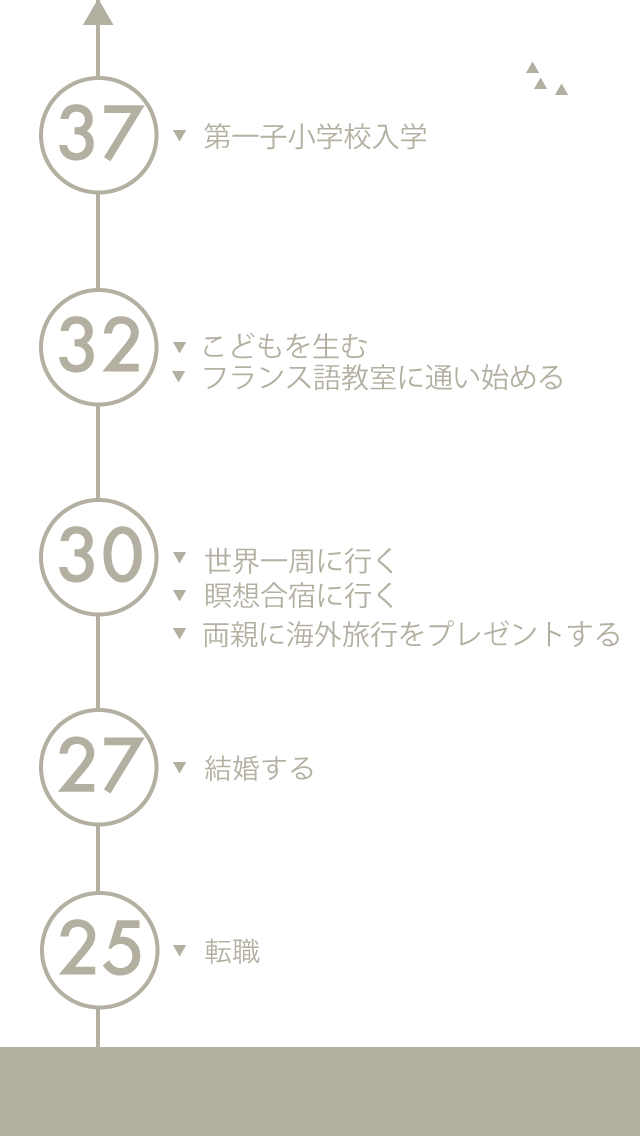 37
第一子小学校入学
32
こどもを生む
フランス語教室に通い始める
30
世界一周に行く
瞑想合宿に行く
両親に海外旅行をプレゼントする
27
結婚する
25
転職